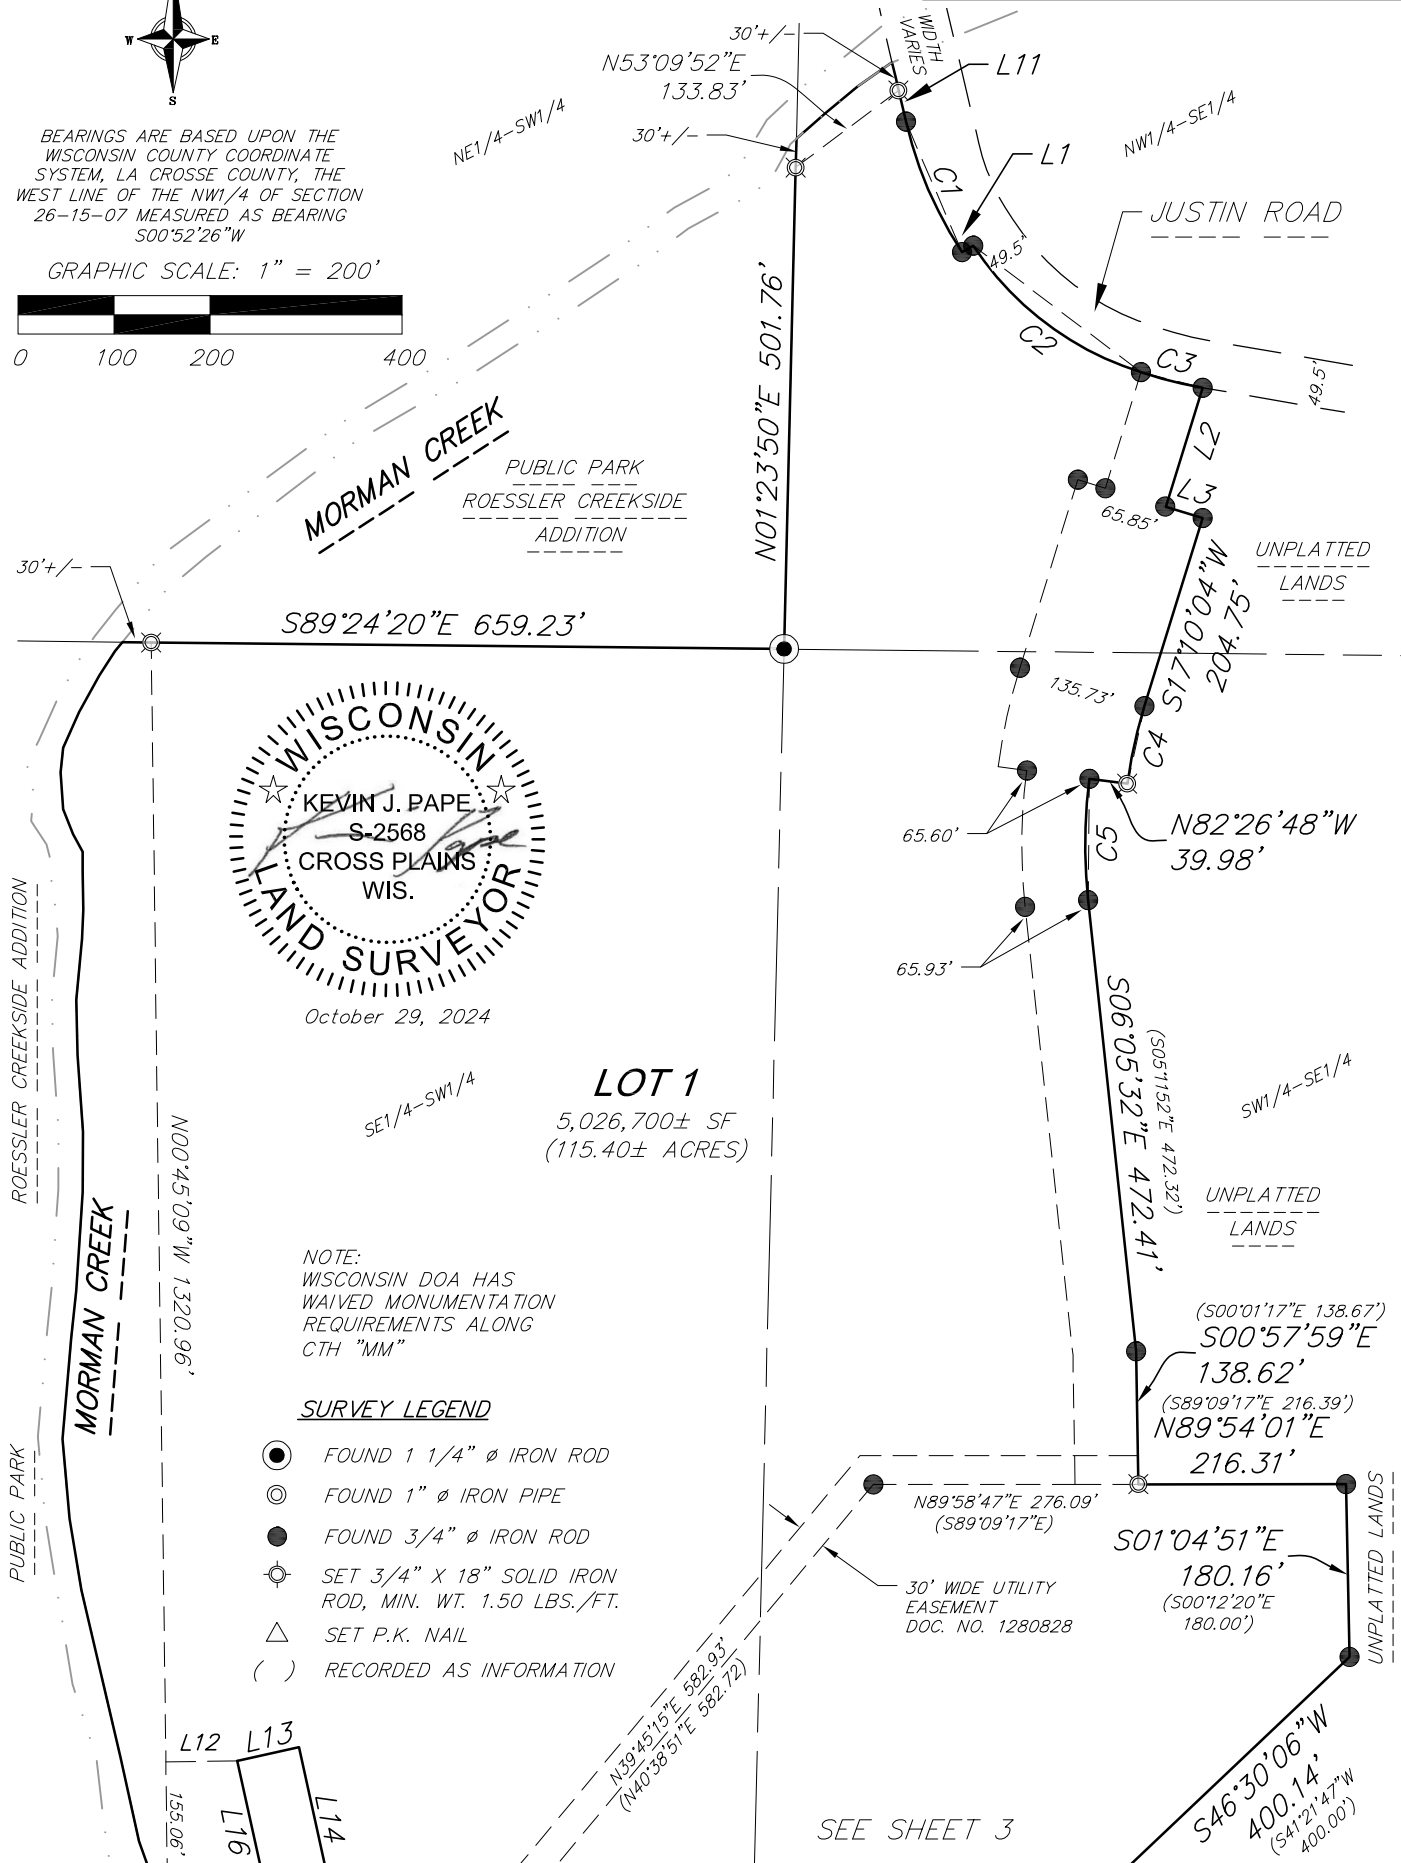 W E
S
BEARINGS ARE BASED UPON THE
WISCONSIN COUNTY COORDINATE
SYSTEM, LA CROSSE COUNTY, THE
WEST LINE OF THE NW1/4 OF SECTION
26-15-07 MEASURED AS BEARING
S00°52'26"W
GRAPHIC SCALE: 1" = 200'
0 100 200 400
NE1/4-SW1/4
N53°09'52"E
133.83'
30'+/-
30'+/-
WIDTH
VARIES
L11
L1
C1
NW1/4-SE1/4
JUSTIN ROAD
49.5'
C2
C3
49.5'
L2
L3
65.85'
N01°23'50"E 501.76'
MORMAN CREEK
PUBLIC PARK
ROESSLER CREEKSIDE
ADDITION
UNPLATTED
LANDS
30'+/-
S89°24'20"E 659.23'
S17°10'04"W
204.75'
135.73'
C4
WISCONSIN
KEVIN J. PAPE
S-2568
CROSS PLAINS
WIS.
LAND SURVEYOR
October 29, 2024
65.60'
C5
N82°26'48"W
39.98'
65.93'
ROESSLER CREEKSIDE ADDITION
PUBLIC PARK
MORMAN CREEK
N00°45'09"W 1320.96'
SE1/4-SW1/4
LOT 1
5,026,700± SF
(115.40± ACRES)
S06°05'32"E 472.41'
(S05°11'52"E 472.32')
SW1/4-SE1/4
UNPLATTED
LANDS
NOTE:
WISCONSIN DOA HAS
WAIVED MONUMENTATION
REQUIREMENTS ALONG
CTH "MM"
(S00°01'17"E 138.67')
S00°57'59"E
138.62'
(S89°09'17"E 216.39')
N89°54'01"E
216.31'
SURVEY LEGEND
FOUND 1 1/4" ø IRON ROD
FOUND 1" ø IRON PIPE
FOUND 3/4" ø IRON ROD
SET 3/4" X 18" SOLID IRON
ROD, MIN. WT. 1.50 LBS./FT.
SET P.K. NAIL
( ) RECORDED AS INFORMATION
N89°58'47"E 276.09'
(S89°09'17"E)
30' WIDE UTILITY
EASEMENT
DOC. NO. 1280828
S01°04'51"E
180.16'
(S00°12'20"E
180.00')
UNPLATTED LANDS
N39°45'15"E 582.93'
(N40°38'51"E 582.72')
L12
L13
L14
L16
155.06'
SEE SHEET 3
S46°30'06"W
400.14'
(S41°21'47"W
400.00')